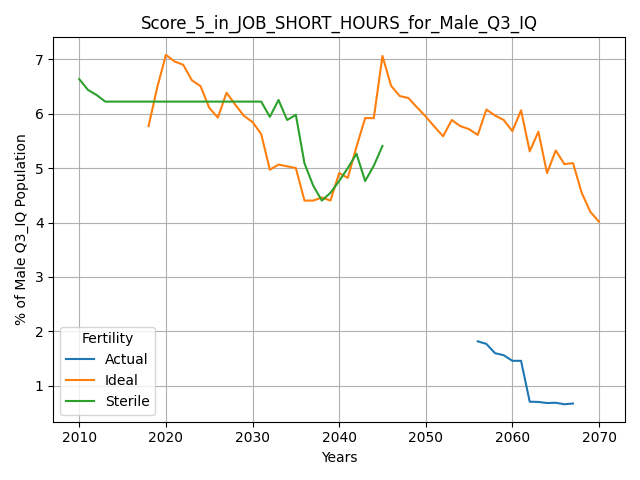 Score_5_in_JOB_SHORT_HOURS_for_Male_Q3_IQ
% of Male Q3_IQ Population
7
6
5
4
3
2
1
Fertility
Actual
Ideal
Sterile
2010 2020 2030 2040 2050 2060 2070
Years